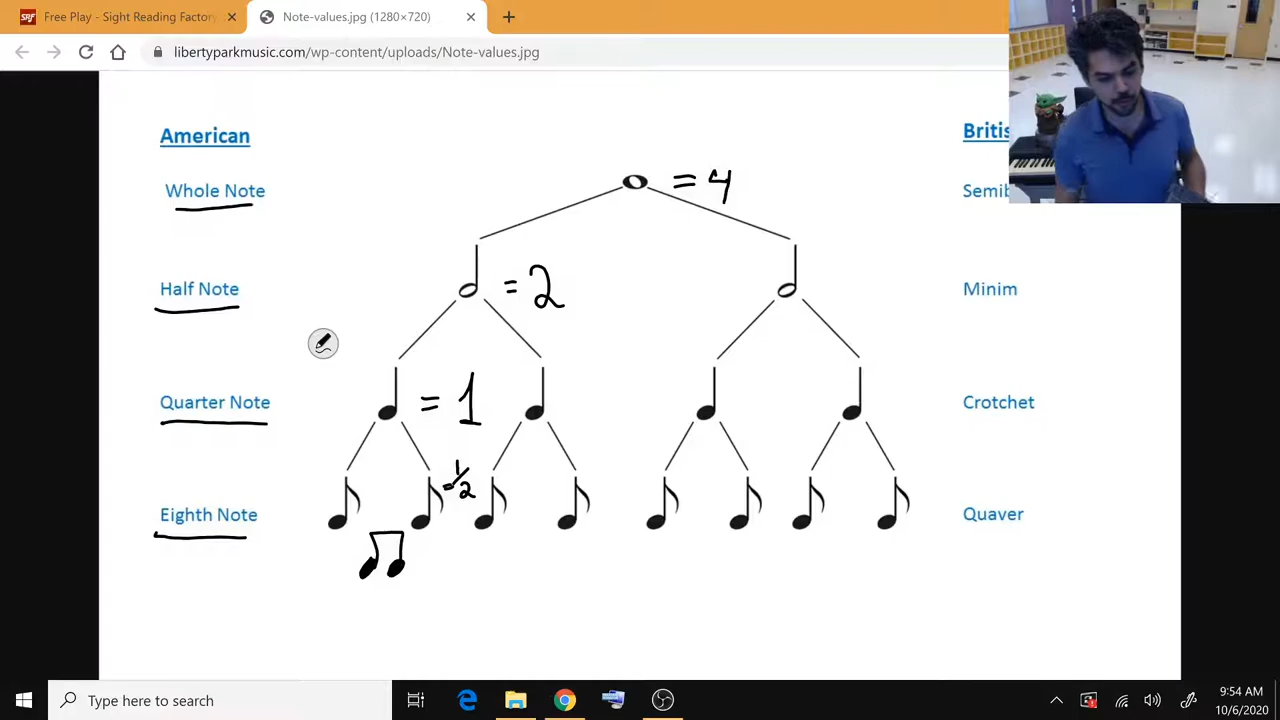 Free Play - Sight Reading Factory
Note-values.jpg (1280×720)
libertyparkmusic.com/wp-content/uploads/Note-values.jpg
American
Britis
Whole Note
= 4
Semib
Half Note
= 2
Minim
Quarter Note
= 1
Crotchet
Eighth Note
=1/2
Quaver
Type here to search
9:54 AM
10/6/2020